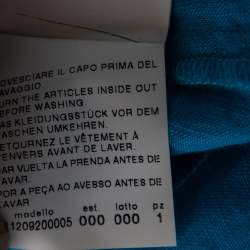 OVESCIARE IL CAPO PRIMA DEL
AVAGGIO
URN THE ARTICLES INSIDE OUT
EFORE WASHING.
AS KLEIDUNGSSTÜCK VOR DEM
ASCHEN UMKEHREN.
RETOURNEZ LE VÊTEMENT À
'ENVERS AVANT DE LAVER.
AR VUELTA LA PRENDA ANTES DE
AVAR.
OR A PEÇA AO AVESSO ANTES DE
AVAR
modello est. lotto pz
1209200005 000 000 1